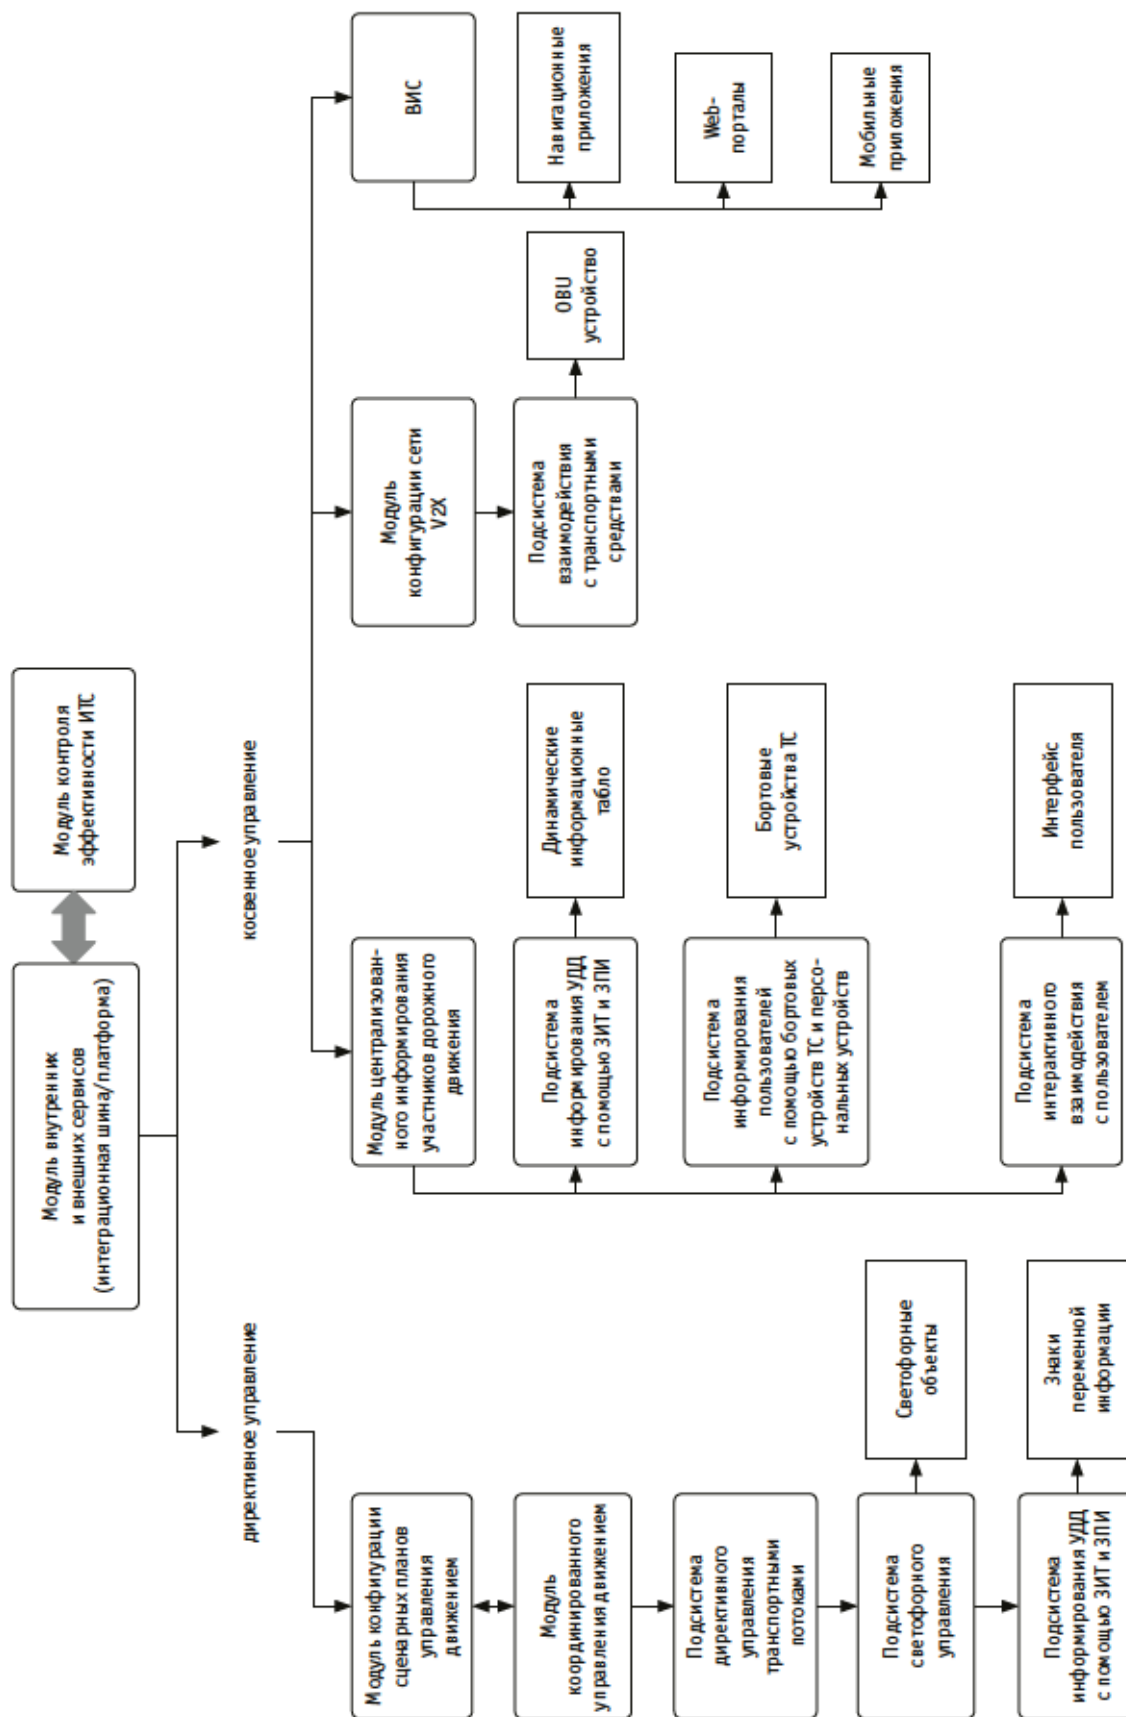 Модуль внутренних
и внешних сервисов
(интеграционная шина/платформа)
Модуль контроля
эффективности ИТС
директивное управление
косвенное управление
Модуль конфигурации
сценарных планов
управления
движением
Модуль
координированного
управления движением
Подсистема
директивного
управления
транспортными
потоками
Подсистема
светофорного
управления
Светофорные
объекты
Подсистема
информирования УДД
с помощью ЗИТ и ЗПИ
Знаки
переменной
информации
Модуль централизован-
ного информирования
участников дорожного
движения
Подсистема
информирования УДД
с помощью ЗИТ и ЗПИ
Динамические
информационные
табло
Подсистема
информирования
пользователей
с помощью бортовых
устройств ТС и персо-
нальных устройств
Бортовые
устройства ТС
Подсистема
интерактивного
взаимодействия
с пользователем
Интерфейс
пользователя
Модуль
конфигурации сети
V2X
Подсистема
взаимодействия
с транспортными
средствами
OBU
устройство
ВИС
Навигационные
приложения
Web-
порталы
Мобильные
приложения